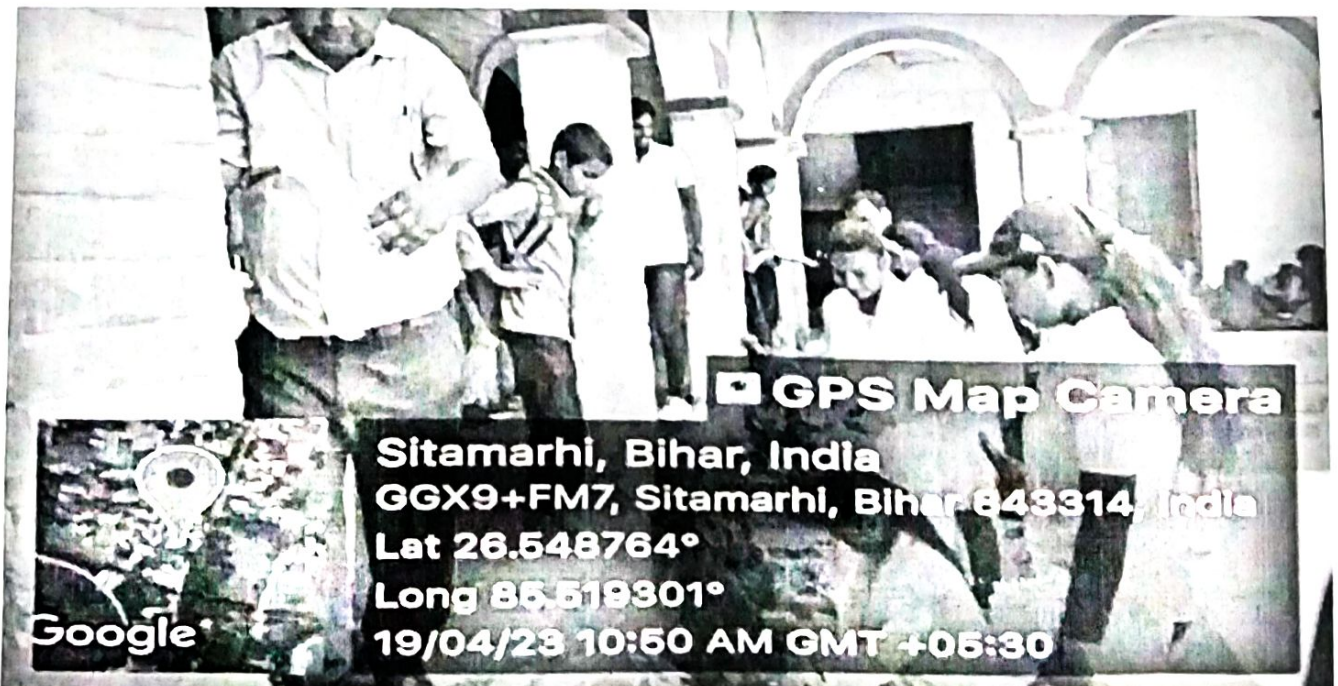 GPS Map Camera
Sitamarhi, Bihar, India
GGX9+FM7, Sitamarhi, Bihar 843314, India
Lat 26.548764°
Long 85.519301°
19/04/23 10:50 AM GMT +05:30
Google